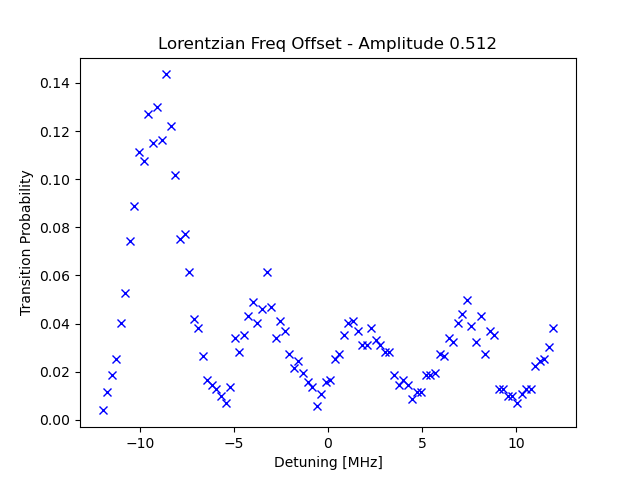 Lorentzian Freq Offset - Amplitude 0.512
Transition Probability
0.14
0.12
0.10
0.08
0.06
0.04
0.02
0.00
−10 −5 0 5 10
Detuning [MHz]